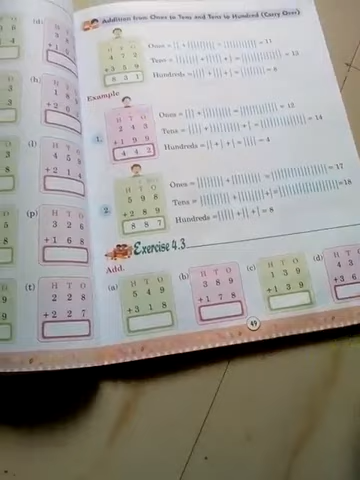 Addition from Ones to Tens and Tens to Hundred (Carry Over)
H T O
4 7 2
+ 3 5 9
8 3 1
Ones = = 11
Tens = + = 13
Hundreds = + + = 8
Example
1.
H T O
2 4 3
+ 1 9 9
4 4 2
Ones = + = 12
Tens = + + = 14
Hundreds = + + = 4
2.
H T O
5 9 8
+ 2 8 9
8 8 7
Ones = + = 17
Tens = + + = 18
Hundreds = + + = 8
Exercise 4.3
Add.
(a)
H T O
5 4 9
+ 3 1 8
(b)
H T O
3 8 9
+ 1 7 8
(c)
H T O
1 3 9
+ 1 3 9
(d)
H T
4 3
+ 3 8
49
(h)
(l)
H T O
4 5 9
+ 2 1 4
(p)
H T O
3 2 6
+ 1 6 8
(t)
H T O
2 2 8
+ 2 2 7